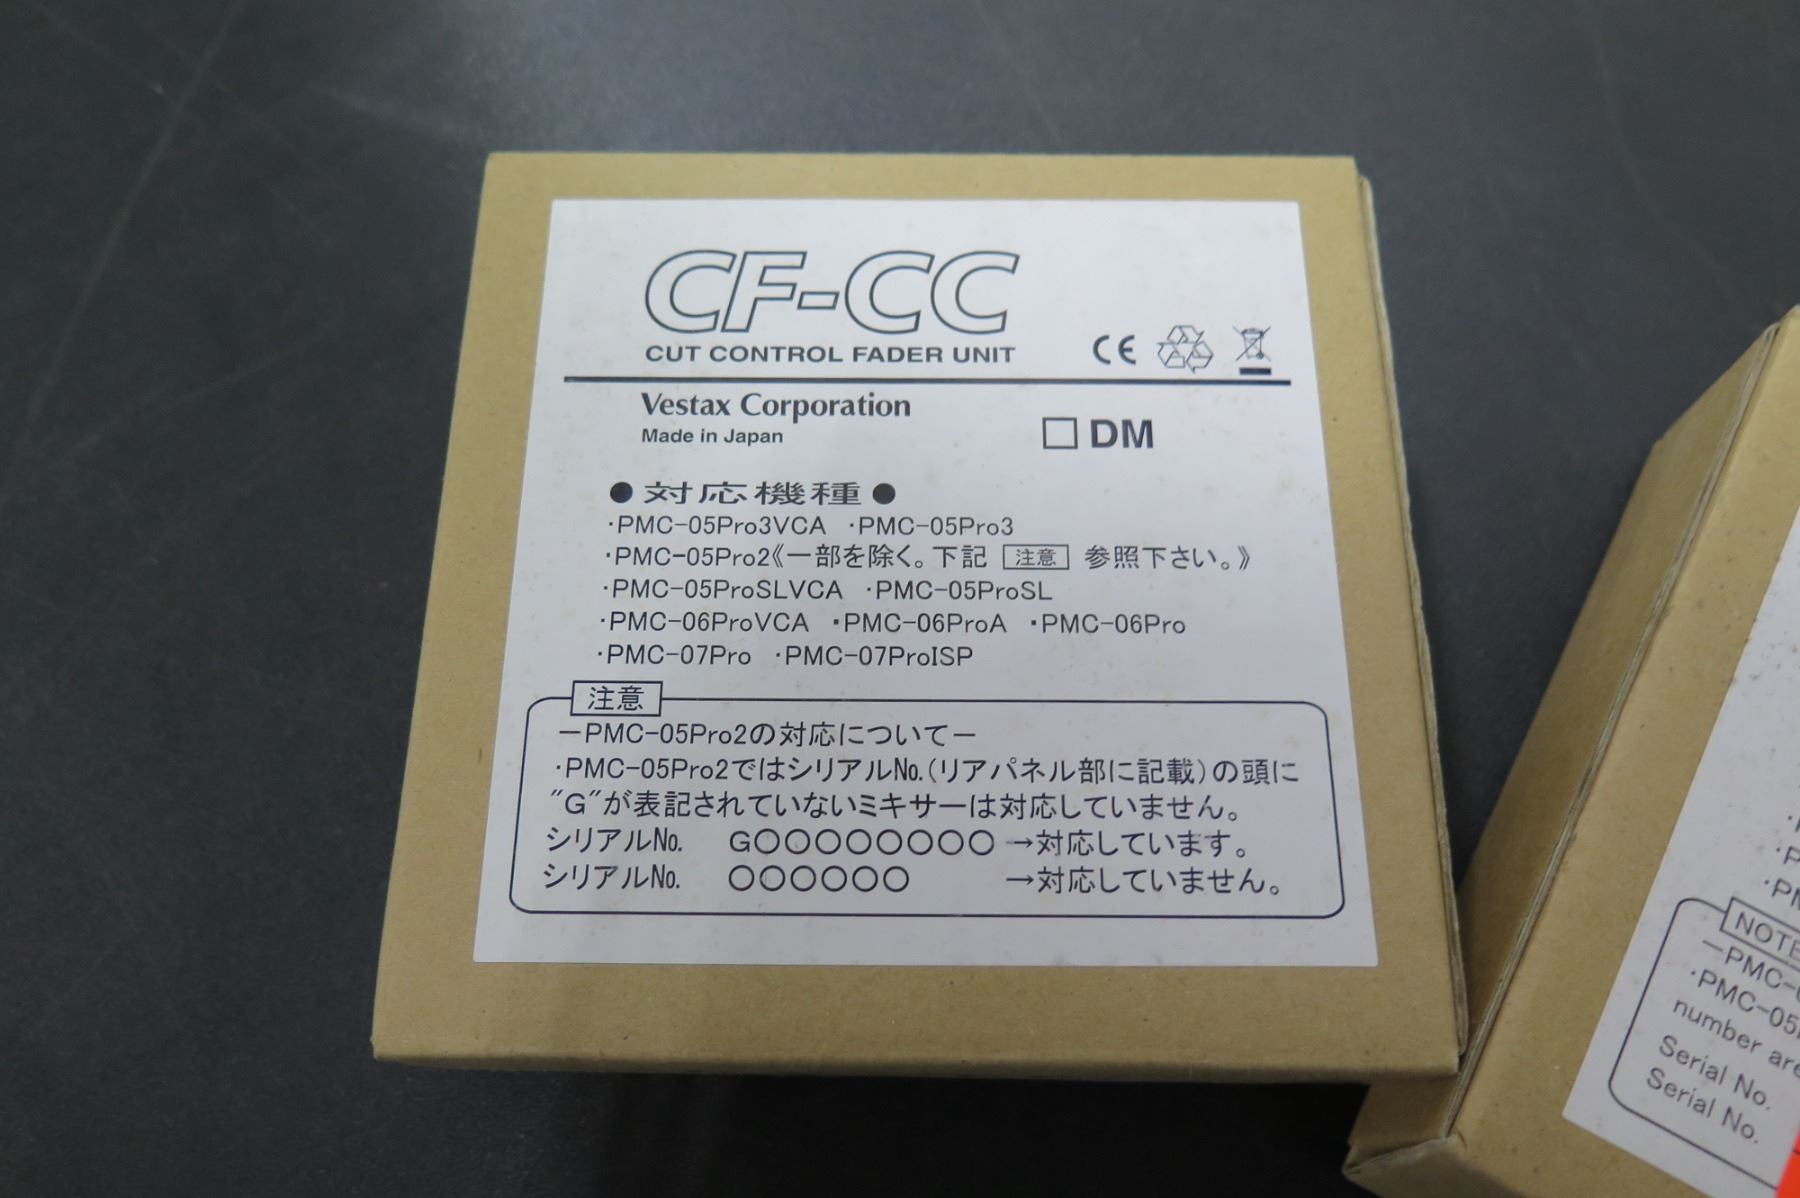 CF-CC
CUT CONTROL FADER UNIT
CE
Vestax Corporation
Made in Japan
□DM
●対応機種●
・PMC-05Pro3VCA ・PMC-05Pro3
・PMC-05Pro2《一部を除く。下記 注意 参照下さい。》
・PMC-05ProSLVCA ・PMC-05ProSL
・PMC-06ProVCA ・PMC-06ProA ・PMC-06Pro
・PMC-07Pro ・PMC-07ProISP
注意
－PMC-05Pro2の対応について－
・PMC-05Pro2ではシリアル№.(リアパネル部に記載)の頭に
"G"が表記されていないミキサーは対応していません。
シリアル№. G○○○○○○○○ →対応しています。
シリアル№. ○○○○○○ →対応していません。
NOTE
－PMC-
・PMC-05
number are
Serial No.
Serial No.